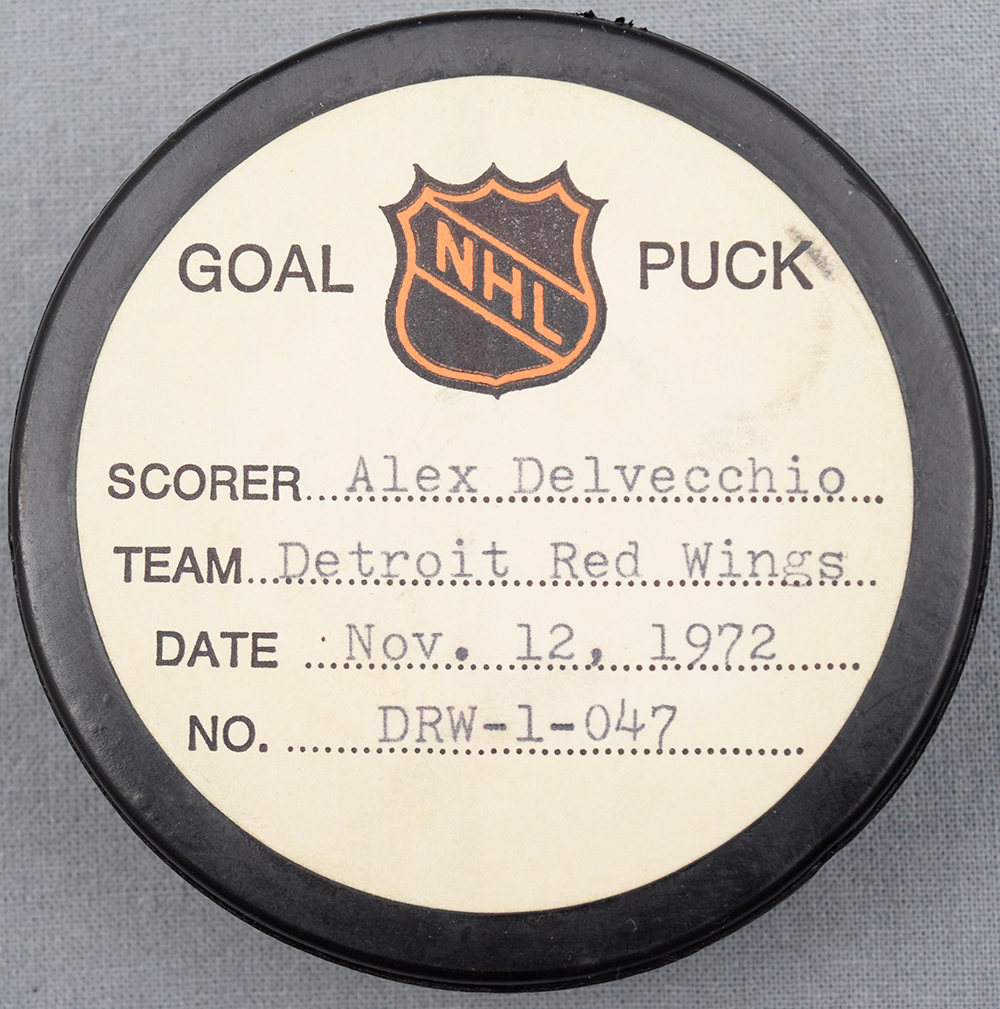 GOAL NHL PUCK
SCORER....Alex Delvecchio....
TEAM...Detroit Red Wings...
DATE ....Nov. 12, 1972........
NO. ........DRW-1-047............